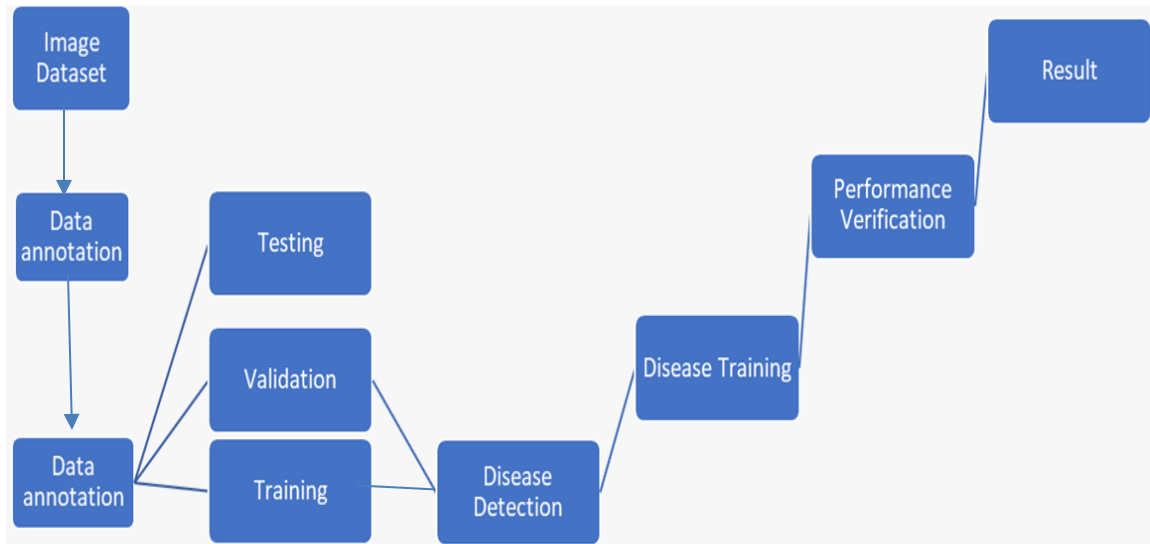 Image
Dataset
Data
annotation
Data
annotation
Testing
Validation
Training
Disease
Detection
Disease Training
Performance
Verification
Result